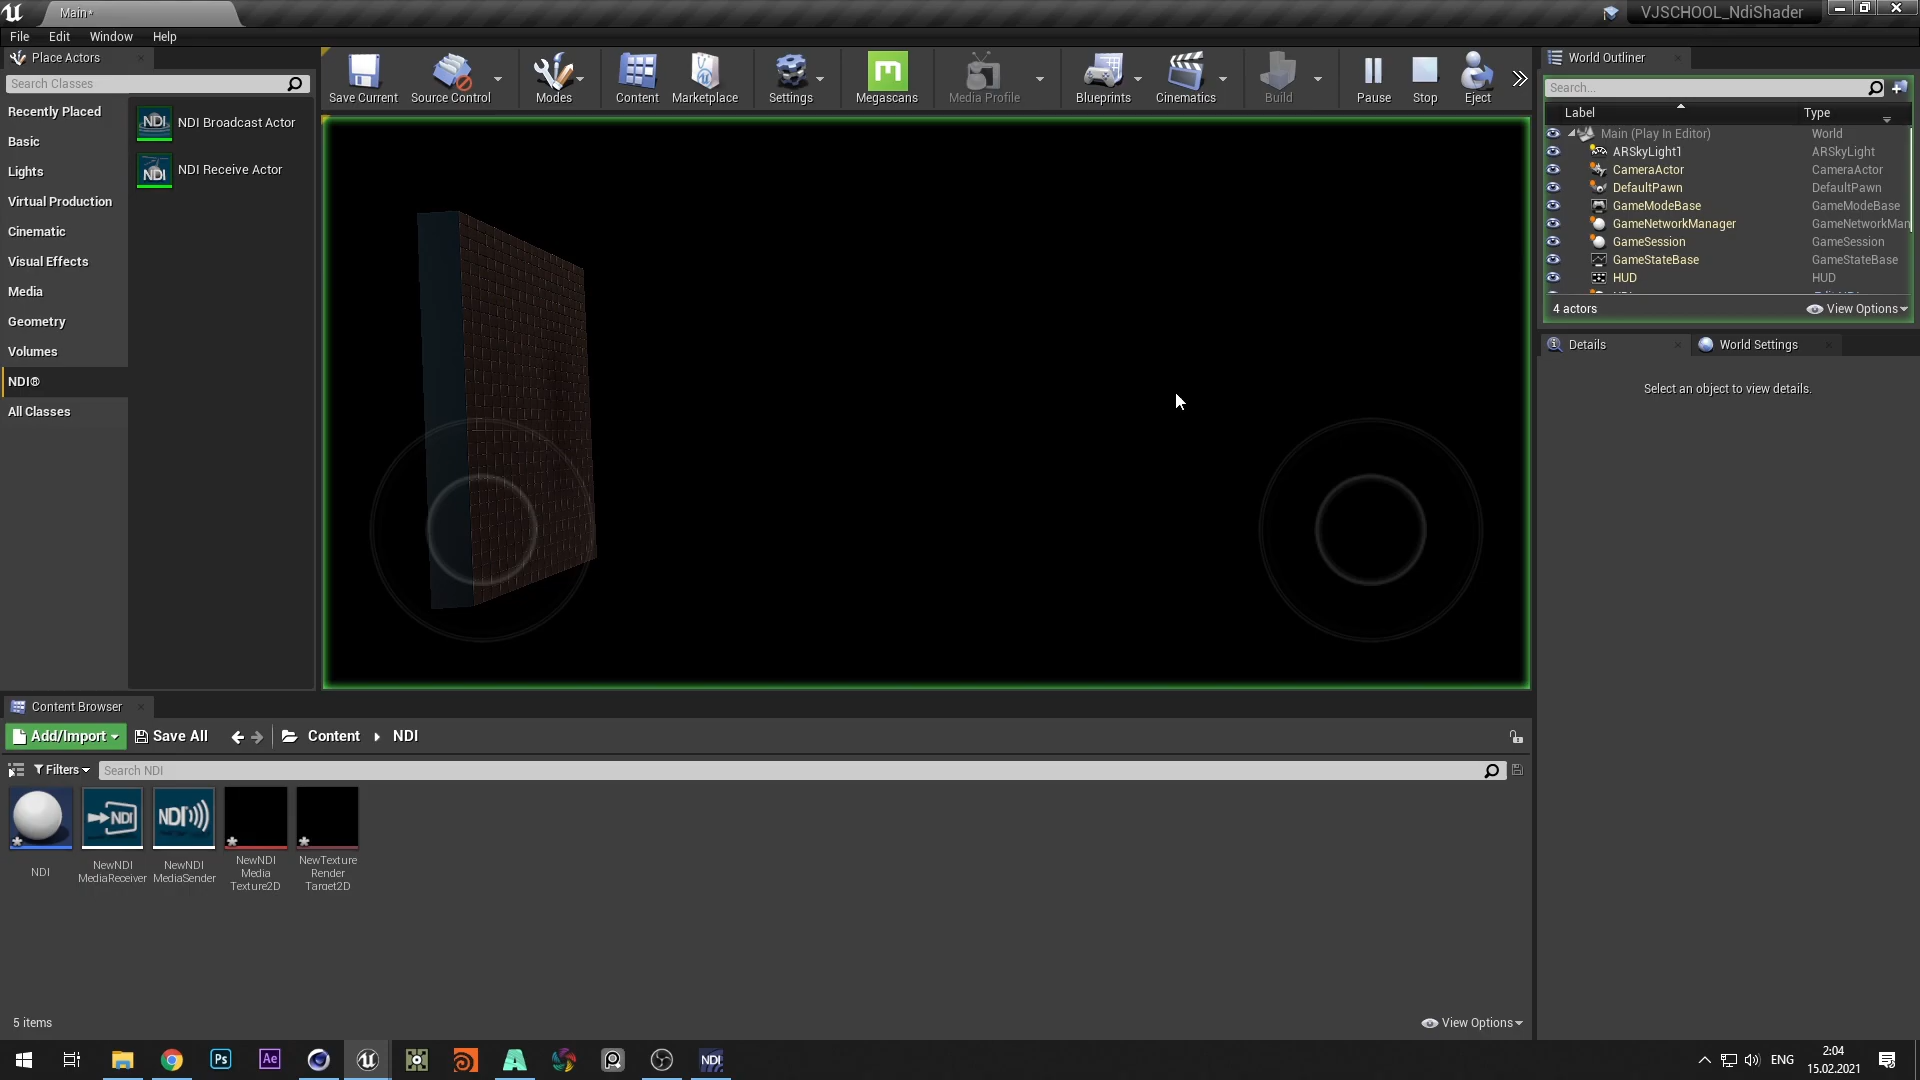 Main*
VJSCHOOL_NdiShader
File Edit Window Help
Place Actors
Search Classes
Recently Placed
Basic
Lights
Virtual Production
Cinematic
Visual Effects
Media
Geometry
Volumes
NDI®
All Classes
NDI Broadcast Actor
NDI Receive Actor
Save Current
Source Control
Modes
Content
Marketplace
Settings
Megascans
Media Profile
Blueprints
Cinematics
Build
Pause
Stop
Eject
World Outliner
Search...
Label Type
Main (Play In Editor) World
ARSkyLight1 ARSkyLight
CameraActor CameraActor
DefaultPawn DefaultPawn
GameModeBase GameModeBase
GameNetworkManager GameNetworkMan
GameSession GameSession
GameStateBase GameStateBase
HUD HUD
4 actors View Options
Details World Settings
Select an object to view details.
Content Browser
Add/Import Save All Content NDI
Filters Search NDI
NDI
NewNDI
MediaReceiver
NewNDI
MediaSender
NewNDI
Media
Texture2D
NewTexture
Render
Target2D
5 items View Options
Ps
Ae
NDI
ENG
2:04
15.02.2021